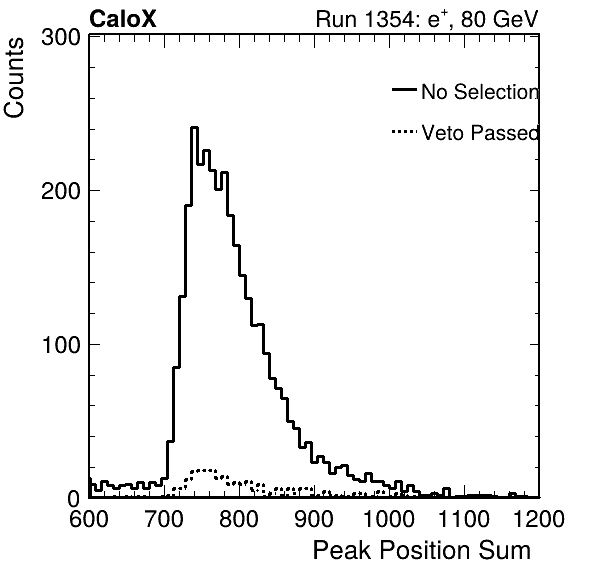 CaloX Run 1354: e⁺, 80 GeV
Counts
300
No Selection
Veto Passed
200
100
0
600 700 800 900 1000 1100 1200
Peak Position Sum